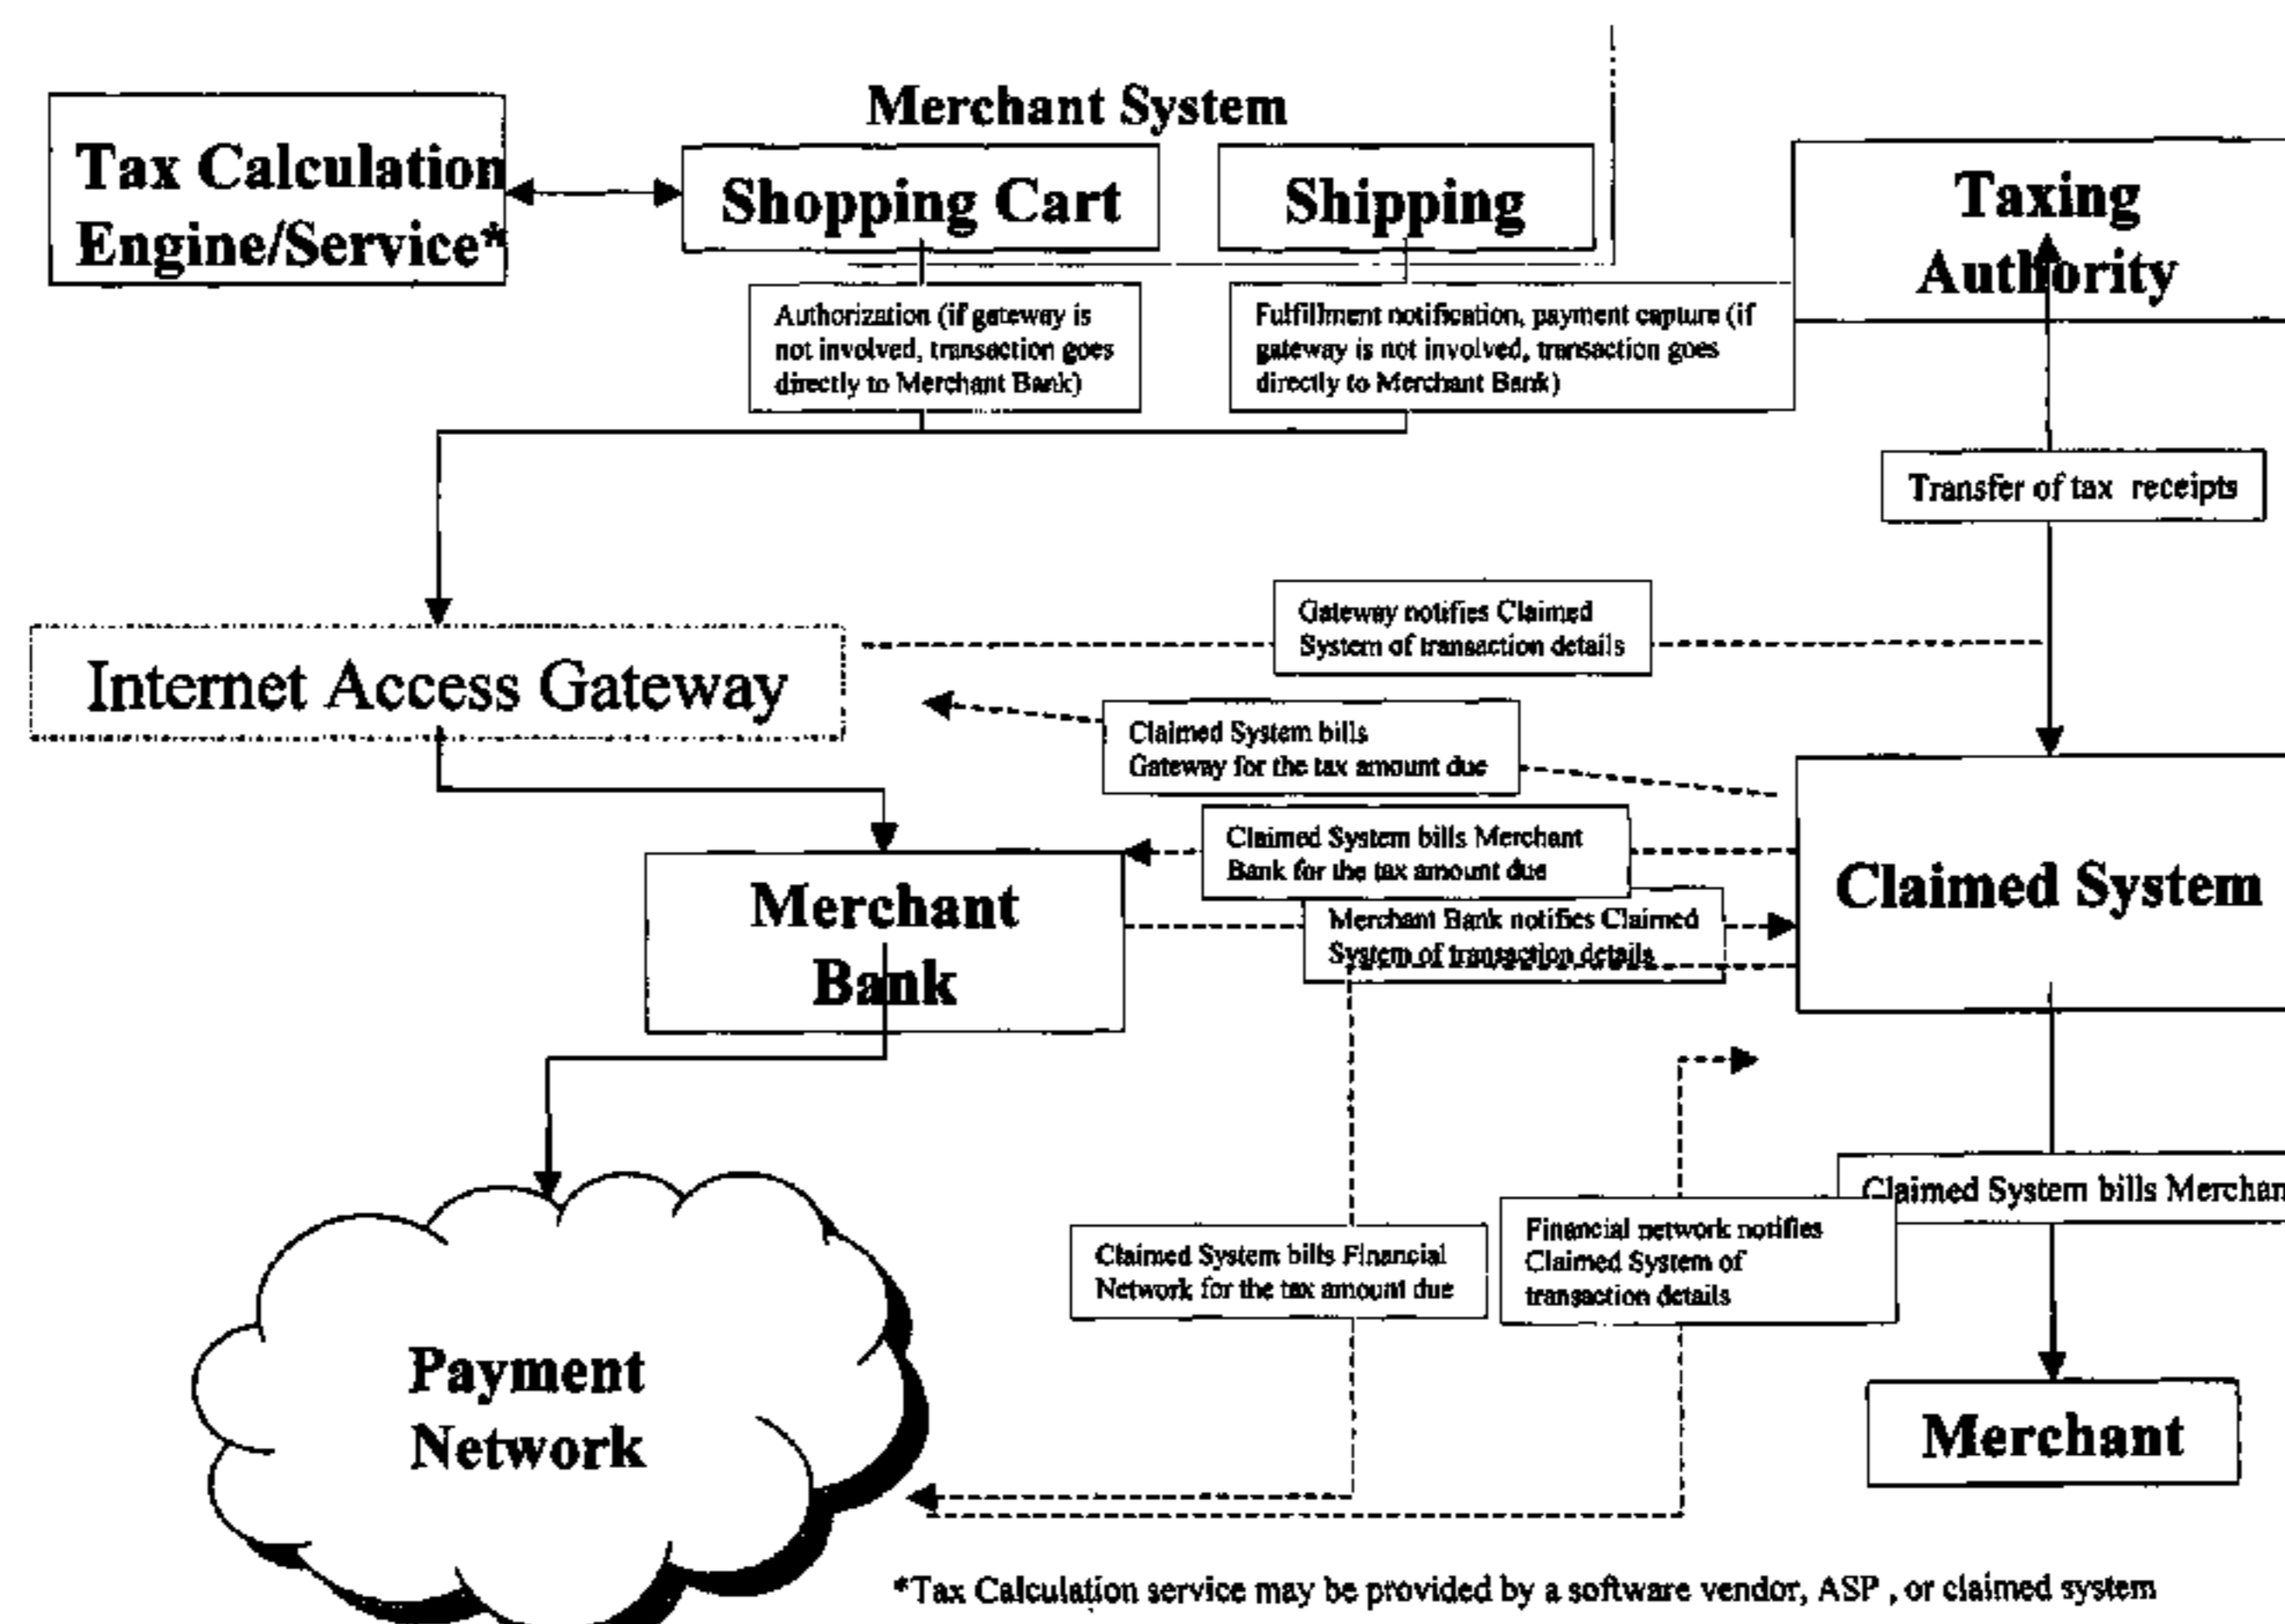 Merchant System
Tax Calculation
Engine/Service*
Shopping Cart
Shipping
Taxing
Authority
Authorization (if gateway is
not involved, transaction goes
directly to Merchant Bank)
Fulfillment notification, payment capture (if
gateway is not involved, transaction goes
directly to Merchant Bank)
Transfer of tax receipts
Gateway notifies Claimed
System of transaction details
Internet Access Gateway
Claimed System bills
Gateway for the tax amount due
Claimed System bills Merchant
Bank for the tax amount due
Claimed System
Merchant
Bank
Merchant Bank notifies Claimed
System of transaction details
Claimed System bills Merchan
Financial network notifies
Claimed System of
transaction details
Claimed System bills Financial
Network for the tax amount due
Payment
Network
Merchant
*Tax Calculation service may be provided by a software vendor, ASP , or claimed system